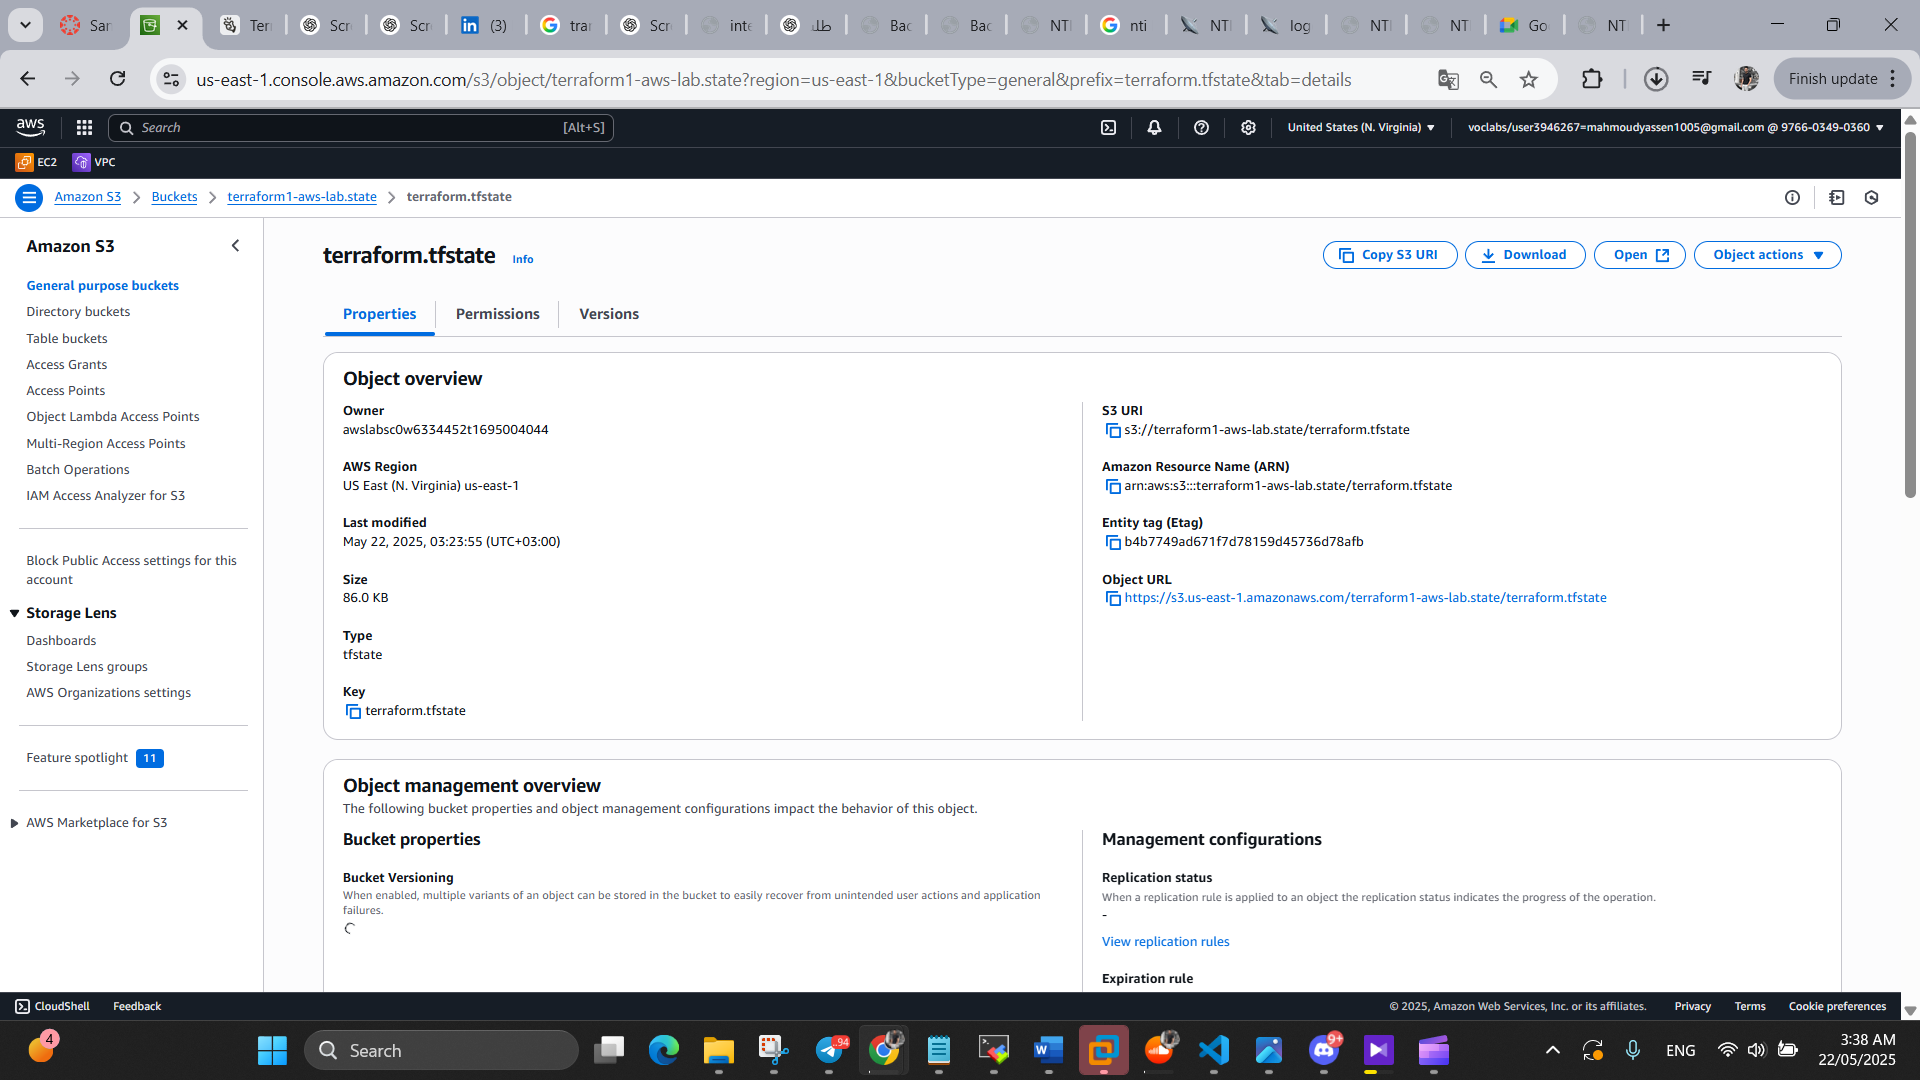 San
Terr
Scr
Scr
(3)
tran
Scr
inte
طلـ
Bac
Bac
NTI
nti
NTI
log
NTI
NTI
Go
NTI
us-east-1.console.aws.amazon.com/s3/object/terraform1-aws-lab.state?region=us-east-1&bucketType=general&prefix=terraform.tfstate&tab=details
Finish update
aws
Search
[Alt+S]
United States (N. Virginia)
voclabs/user3946267=mahmoudyassen1005@gmail.com @ 9766-0349-0360
EC2
VPC
Amazon S3
Buckets
terraform1-aws-lab.state
terraform.tfstate
Amazon S3
General purpose buckets
Directory buckets
Table buckets
Access Grants
Access Points
Object Lambda Access Points
Multi-Region Access Points
Batch Operations
IAM Access Analyzer for S3
Block Public Access settings for this
account
Storage Lens
Dashboards
Storage Lens groups
AWS Organizations settings
Feature spotlight 11
AWS Marketplace for S3
terraform.tfstate Info
Copy S3 URI
Download
Open
Object actions
Properties
Permissions
Versions
Object overview
Owner
awslabsc0w6334452t1695004044
AWS Region
US East (N. Virginia) us-east-1
Last modified
May 22, 2025, 03:23:55 (UTC+03:00)
Size
86.0 KB
Type
tfstate
Key
terraform.tfstate
S3 URI
s3://terraform1-aws-lab.state/terraform.tfstate
Amazon Resource Name (ARN)
arn:aws:s3:::terraform1-aws-lab.state/terraform.tfstate
Entity tag (Etag)
b4b7749ad671f7d78159d45736d78afb
Object URL
https://s3.us-east-1.amazonaws.com/terraform1-aws-lab.state/terraform.tfstate
Object management overview
The following bucket properties and object management configurations impact the behavior of this object.
Bucket properties
Bucket Versioning
When enabled, multiple variants of an object can be stored in the bucket to easily recover from unintended user actions and application
failures.
Management configurations
Replication status
When a replication rule is applied to an object the replication status indicates the progress of the operation.
-
View replication rules
Expiration rule
CloudShell
Feedback
© 2025, Amazon Web Services, Inc. or its affiliates.
Privacy
Terms
Cookie preferences
4
Search
94
9+
ENG
3:38 AM
22/05/2025